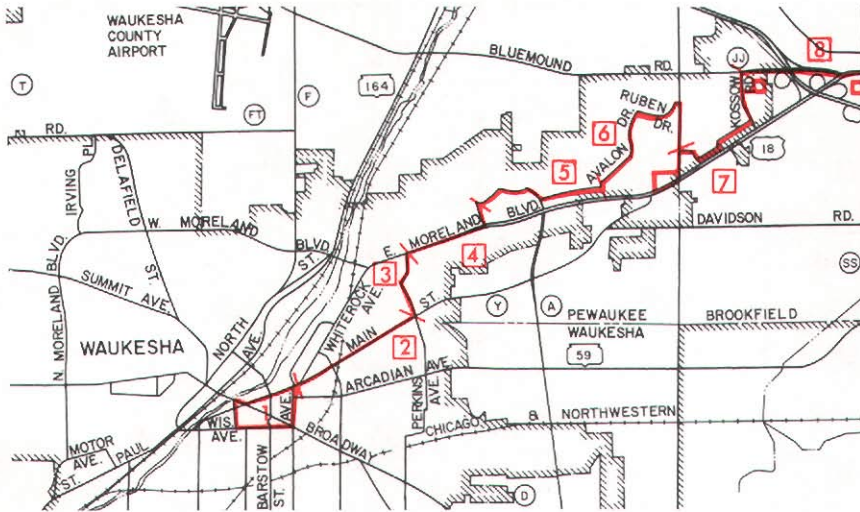 WAUKESHA
COUNTY
AIRPORT
BLUEMOUND RD.
JJ
8
T
FT
F
164
KOSSOW
RD.
RUBEN
DR.
6
AVALON
DR.
18
RD.
IRVING PL.
DELAFIELD
ST.
5
7
W. MORELAND
BLVD.
E. MORELAND BLVD.
DAVIDSON RD.
N. MORELAND BLVD.
SUMMIT AVE.
ST.
3
4
WHITEROCK
AVE.
SS
Y
A
PEWAUKEE
WAUKESHA
BROOKFIELD
59
WAUKESHA
NORTH
AVE.
MAIN ST.
2
ARCADIAN AVE.
PERKINS
AVE.
WIS.
AVE.
1
AVE.
BROADWAY
CHICAGO & NORTHWESTERN
MOTOR
AVE.
ST. PAUL
BARSTOW
ST.
D